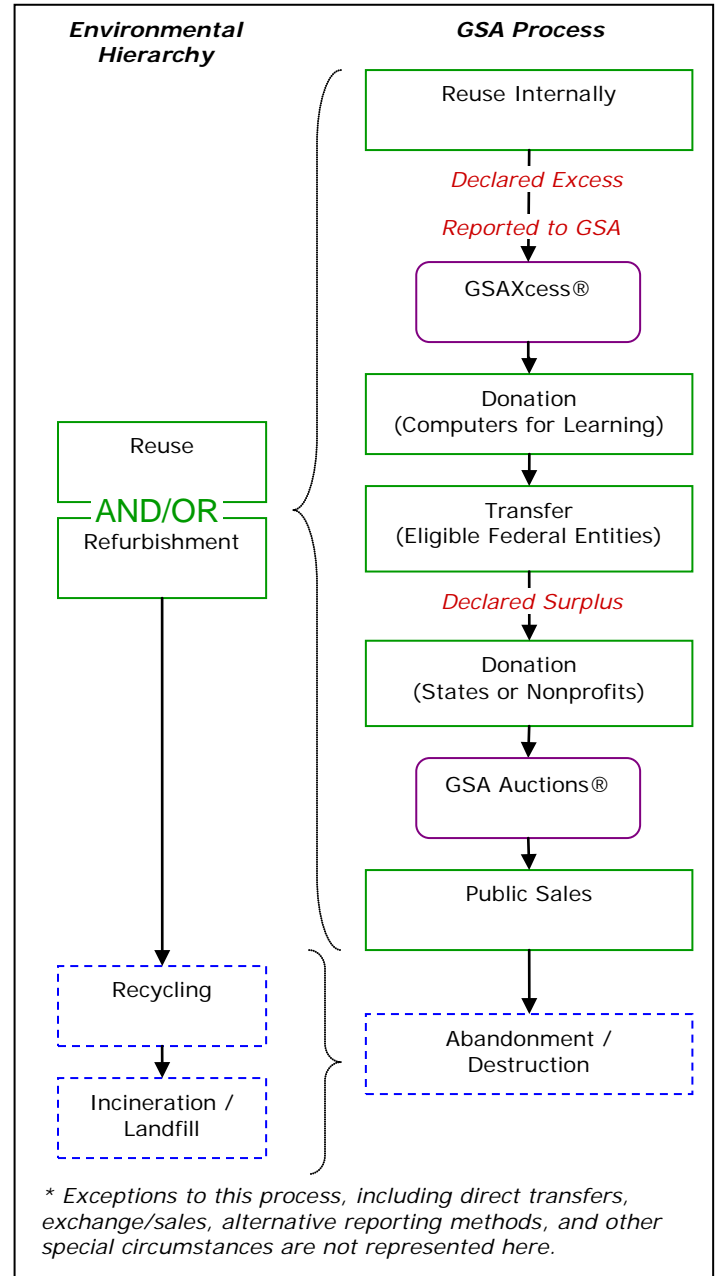 Environmental
Hierarchy
GSA Process
Reuse Internally
Declared Excess
Reported to GSA
GSAXcess®
Donation
(Computers for Learning)
Reuse
AND/OR
Refurbishment
Transfer
(Eligible Federal Entities)
Declared Surplus
Donation
(States or Nonprofits)
GSA Auctions®
Public Sales
Recycling
Incineration /
Landfill
Abandonment /
Destruction
* Exceptions to this process, including direct transfers,
exchange/sales, alternative reporting methods, and other
special circumstances are not represented here.